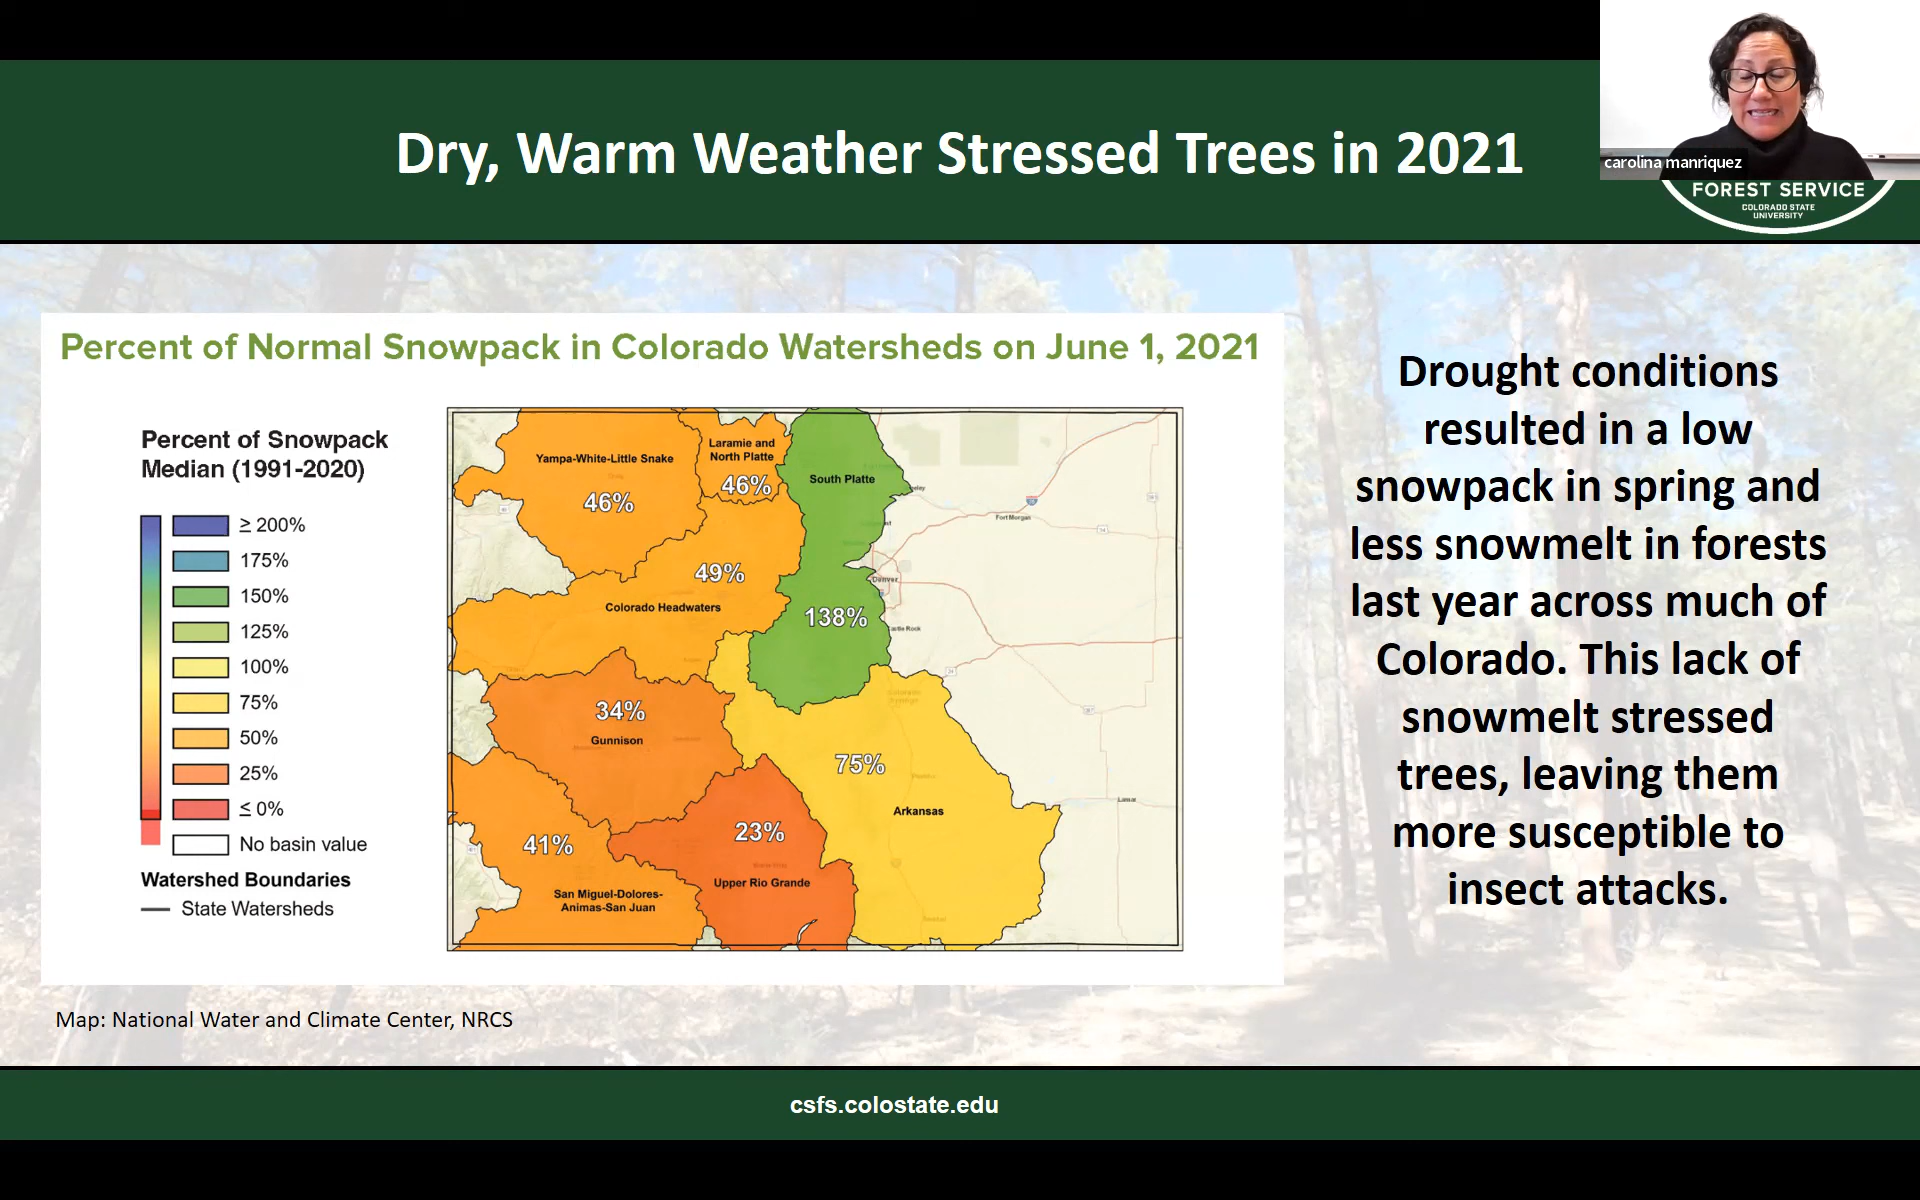 Dry, Warm Weather Stressed Trees in 2021
carolina manriquez
FOREST SERVICE
COLORADO STATE
UNIVERSITY
Percent of Normal Snowpack in Colorado Watersheds on June 1, 2021
Percent of Snowpack
Median (1991-2020)
≥ 200%
175%
150%
125%
100%
75%
50%
25%
≤ 0%
No basin value
Watershed Boundaries
State Watersheds
Yampa-White-Little Snake
46%
Laramie and
North Platte
46%
South Platte
138%
49%
Colorado Headwaters
34%
Gunnison
75%
Arkansas
23%
Upper Rio Grande
41%
San Miguel-Dolores-
Animas-San Juan
Fort Morgan
Denver
Lamar
Drought conditions
resulted in a low
snowpack in spring and
less snowmelt in forests
last year across much of
Colorado. This lack of
snowmelt stressed
trees, leaving them
more susceptible to
insect attacks.
Map: National Water and Climate Center, NRCS
csfs.colostate.edu